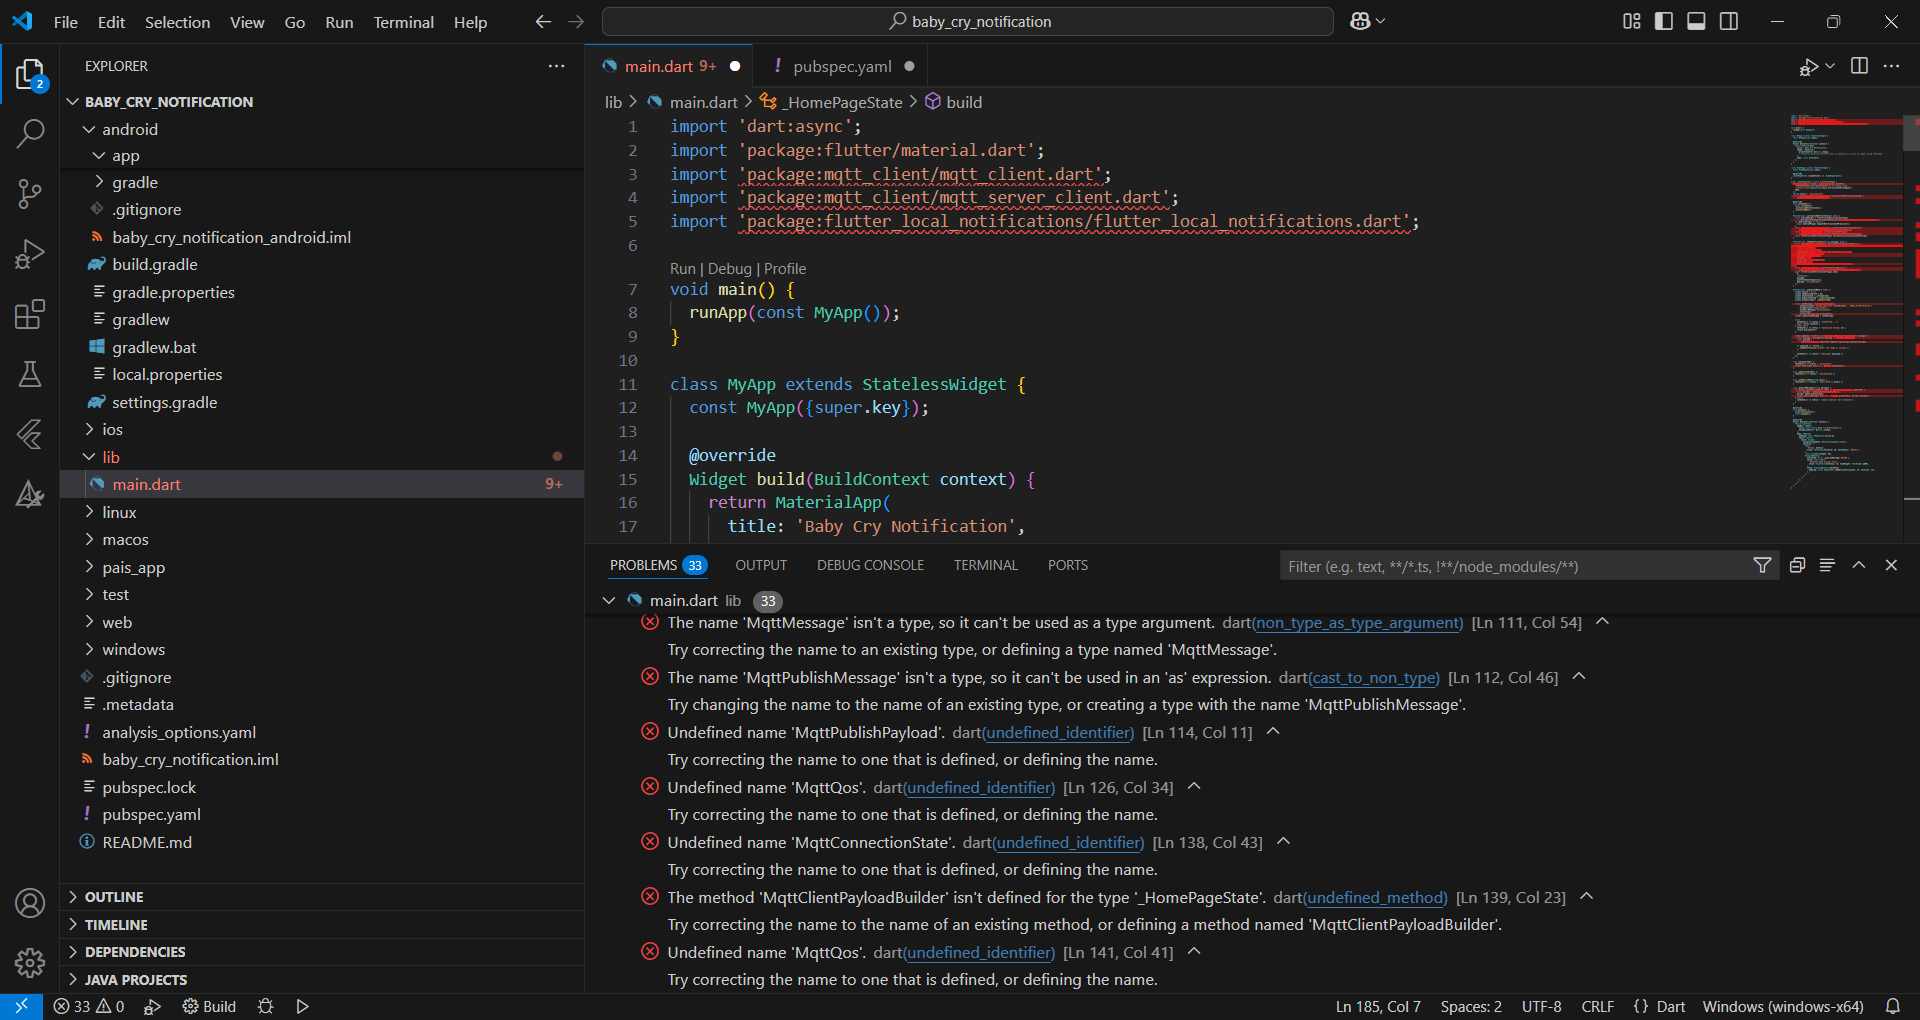 File Edit Selection View Go Run Terminal Help
baby_cry_notification
EXPLORER
2
BABY_CRY_NOTIFICATION
android
app
gradle
.gitignore
baby_cry_notification_android.iml
build.gradle
gradle.properties
gradlew
gradlew.bat
local.properties
settings.gradle
ios
lib
main.dart 9+
linux
macos
pais_app
test
web
windows
.gitignore
.metadata
analysis_options.yaml
baby_cry_notification.iml
pubspec.lock
pubspec.yaml
README.md
OUTLINE
TIMELINE
DEPENDENCIES
JAVA PROJECTS
main.dart 9+ ! pubspec.yaml
lib > main.dart > _HomePageState > build
1 import 'dart:async';
2 import 'package:flutter/material.dart';
3 import 'package:mqtt_client/mqtt_client.dart';
4 import 'package:mqtt_client/mqtt_server_client.dart';
5 import 'package:flutter_local_notifications/flutter_local_notifications.dart';
6
Run | Debug | Profile
7 void main() {
8 runApp(const MyApp());
9 }
10
11 class MyApp extends StatelessWidget {
12 const MyApp({super.key});
13
14 @override
15 Widget build(BuildContext context) {
16 return MaterialApp(
17 title: 'Baby Cry Notification',
PROBLEMS 33 OUTPUT DEBUG CONSOLE TERMINAL PORTS Filter (e.g. text, **/*.ts, !**/node_modules/**)
main.dart lib 33
The name 'MqttMessage' isn't a type, so it can't be used as a type argument. dart(non_type_as_type_argument) [Ln 111, Col 54]
Try correcting the name to an existing type, or defining a type named 'MqttMessage'.
The name 'MqttPublishMessage' isn't a type, so it can't be used in an 'as' expression. dart(cast_to_non_type) [Ln 112, Col 46]
Try changing the name to the name of an existing type, or creating a type with the name 'MqttPublishMessage'.
Undefined name 'MqttPublishPayload'. dart(undefined_identifier) [Ln 114, Col 11]
Try correcting the name to one that is defined, or defining the name.
Undefined name 'MqttQos'. dart(undefined_identifier) [Ln 126, Col 34]
Try correcting the name to one that is defined, or defining the name.
Undefined name 'MqttConnectionState'. dart(undefined_identifier) [Ln 138, Col 43]
Try correcting the name to one that is defined, or defining the name.
The method 'MqttClientPayloadBuilder' isn't defined for the type '_HomePageState'. dart(undefined_method) [Ln 139, Col 23]
Try correcting the name to the name of an existing method, or defining a method named 'MqttClientPayloadBuilder'.
Undefined name 'MqttQos'. dart(undefined_identifier) [Ln 141, Col 41]
Try correcting the name to one that is defined, or defining the name.
33 0 Build Ln 185, Col 7 Spaces: 2 UTF-8 CRLF {} Dart Windows (windows-x64)